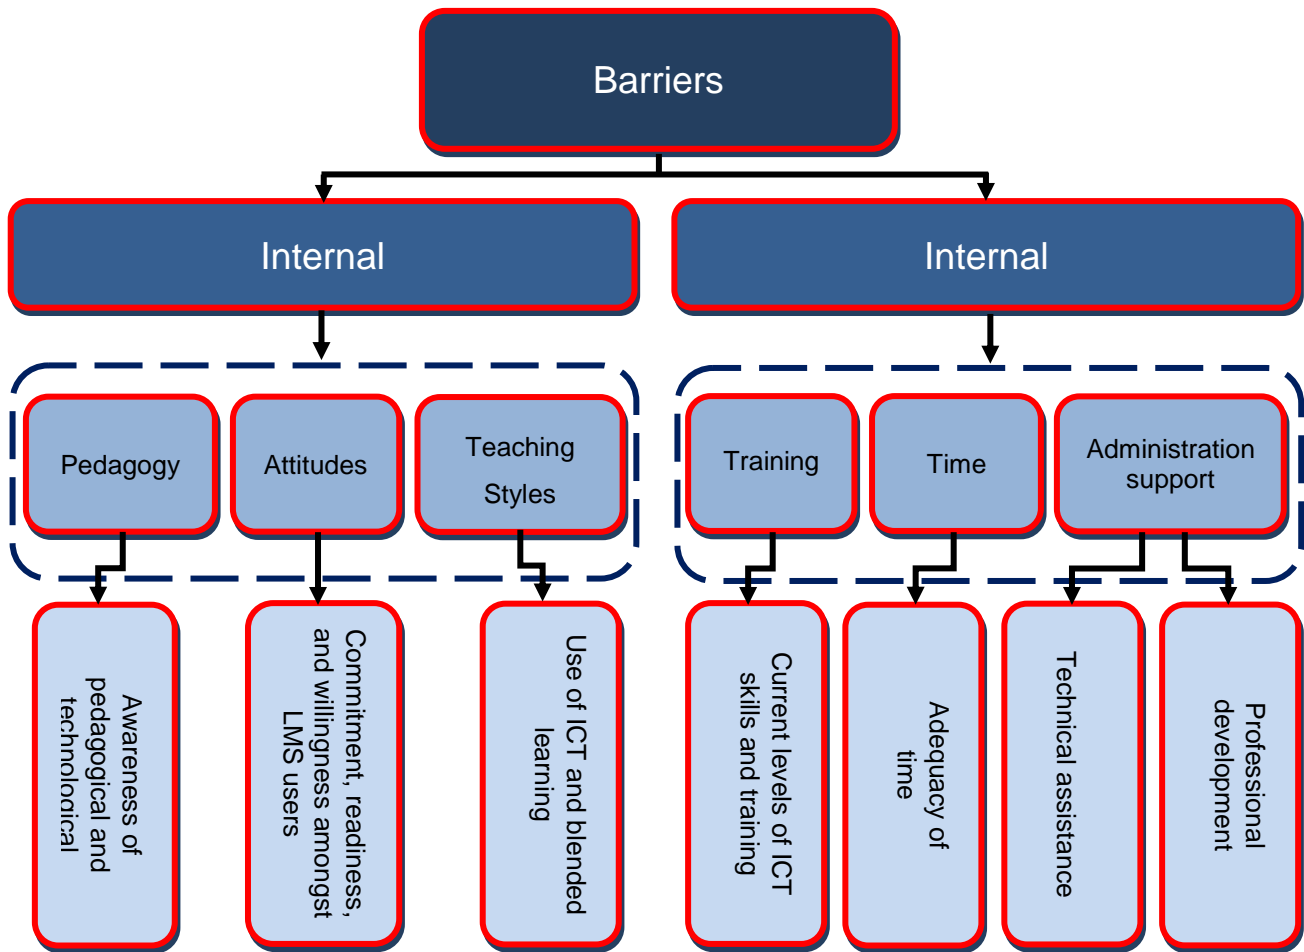 Barriers
Internal
Internal
Pedagogy
Attitudes
Teaching
Styles
Training
Time
Administration
support
Awareness of
pedagogical and
technological
Commitment, readiness,
and willingness amongst
LMS users
Use of ICT and blended
learning
Current levels of ICT
skills and training
Adequacy of
time
Technical assistance
Professional
development